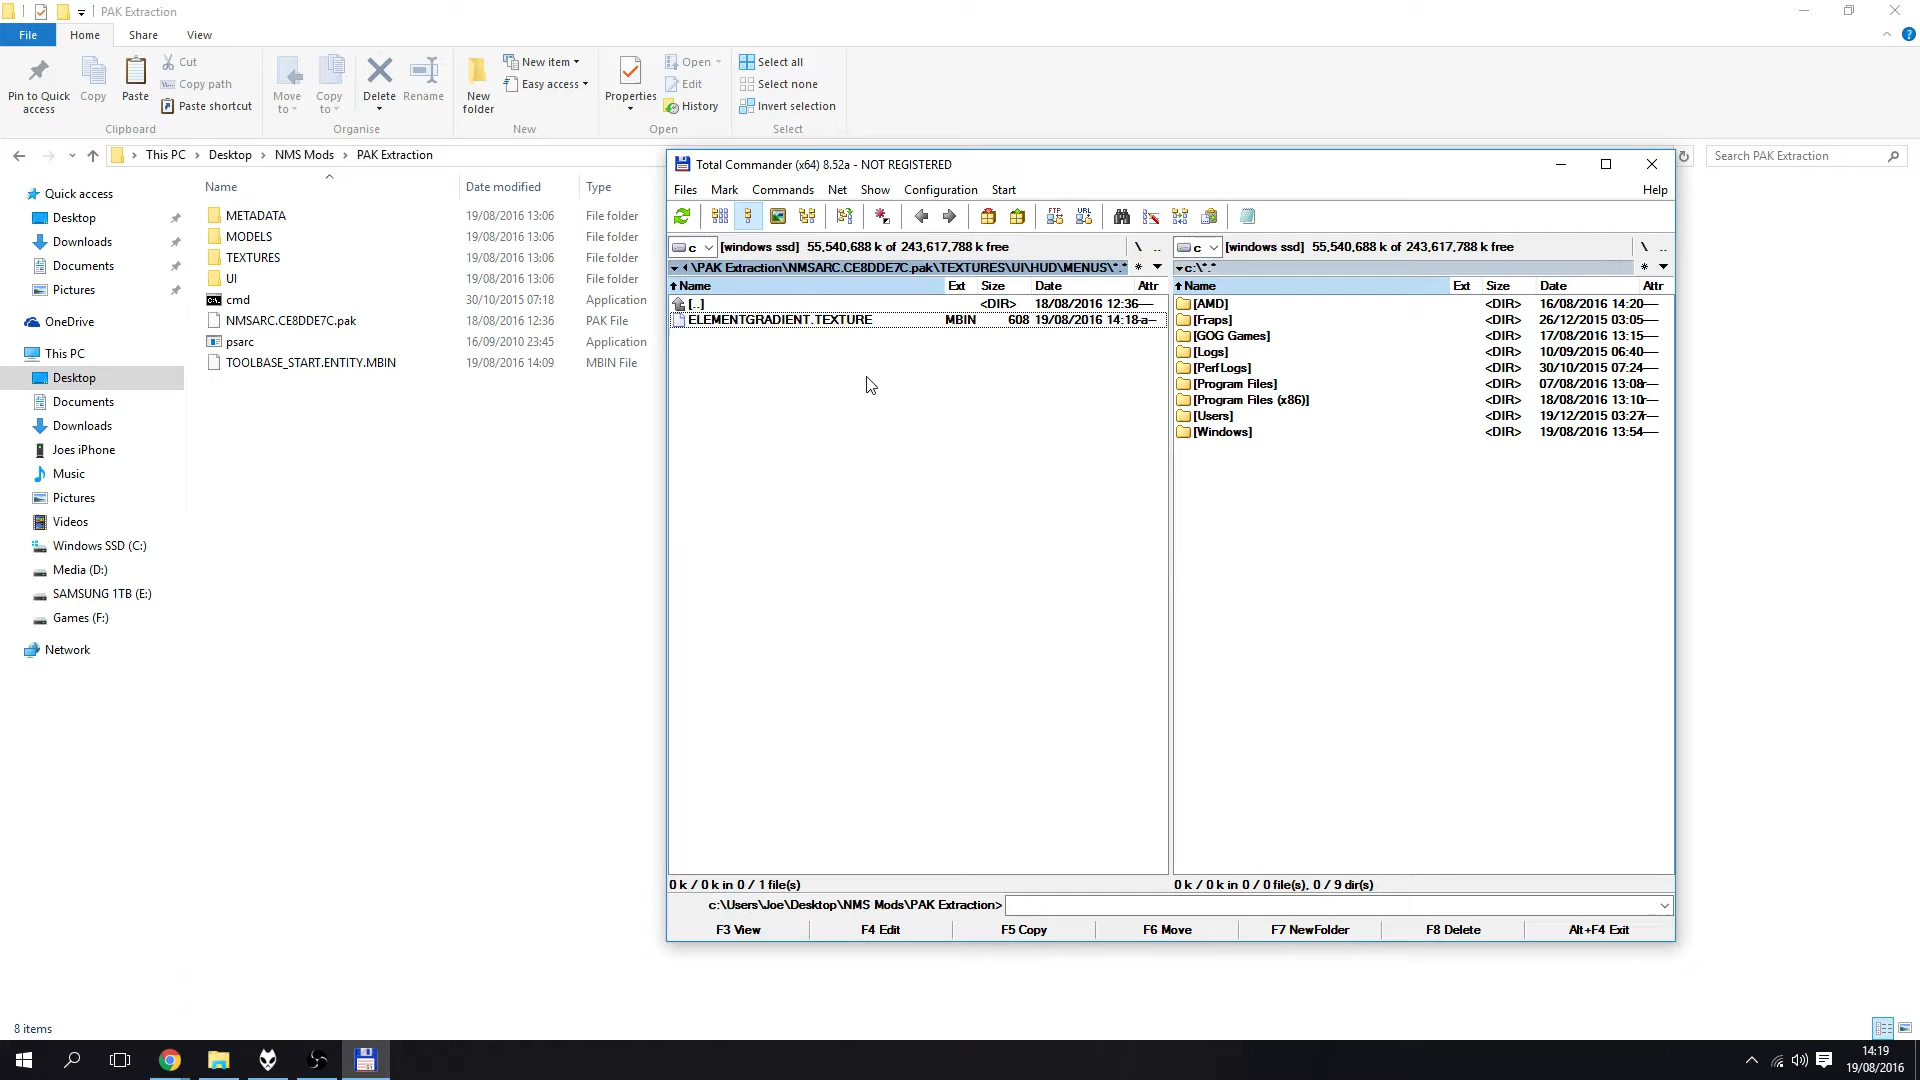 PAK Extraction
File Home Share View
Pin to Quick access
Copy
Paste
Cut
Copy path
Paste shortcut
Clipboard
Move to
Copy to
Delete
Rename
Organise
New folder
New item
Easy access
New
Properties
Open
Edit
History
Open
Select all
Select none
Invert selection
Select
This PC Desktop NMS Mods PAK Extraction
Search PAK Extraction
Quick access
Desktop
Downloads
Documents
Pictures
OneDrive
This PC
Desktop
Documents
Downloads
Joes iPhone
Music
Pictures
Videos
Windows SSD (C:)
Media (D:)
SAMSUNG 1TB (E:)
Games (F:)
Network
Name Date modified Type
METADATA 19/08/2016 13:06 File folder
MODELS 19/08/2016 13:06 File folder
TEXTURES 19/08/2016 13:06 File folder
UI 19/08/2016 13:06 File folder
cmd 30/10/2015 07:18 Application
NMSARC.CE8DDE7C.pak 18/08/2016 12:36 PAK File
psarc 16/09/2010 23:45 Application
TOOLBASE_START.ENTITY.MBIN 19/08/2016 14:09 MBIN File
Total Commander (x64) 8.52a - NOT REGISTERED
Files Mark Commands Net Show Configuration Start Help
FTP URL
c [windows ssd] 55,540,688 k of 243,617,788 k free \ ..
\PAK Extraction\NMSARC.CE8DDE7C.pak\TEXTURES\UI\HUD\MENUS\*.* *
Name Ext Size Date Attr
[..] <DIR> 18/08/2016 12:36 ----
ELEMENTGRADIENT.TEXTURE MBIN 608 19/08/2016 14:18 -a--
0 k / 0 k in 0 / 1 file(s)
c [windows ssd] 55,540,688 k of 243,617,788 k free \ ..
c:\*.* *
Name Ext Size Date Attr
[AMD] <DIR> 16/08/2016 14:20 ----
[Fraps] <DIR> 26/12/2015 03:05 ----
[GOG Games] <DIR> 17/08/2016 13:15 ----
[Logs] <DIR> 10/09/2015 06:40 ----
[PerfLogs] <DIR> 30/10/2015 07:24 ----
[Program Files] <DIR> 07/08/2016 13:08 r---
[Program Files (x86)] <DIR> 18/08/2016 13:10 r---
[Users] <DIR> 19/12/2015 03:27 r---
[Windows] <DIR> 19/08/2016 13:54 ----
0 k / 0 k in 0 / 0 file(s), 0 / 9 dir(s)
c:\Users\Joe\Desktop\NMS Mods\PAK Extraction>
F3 View F4 Edit F5 Copy F6 Move F7 NewFolder F8 Delete Alt+F4 Exit
8 items
14:19
19/08/2016